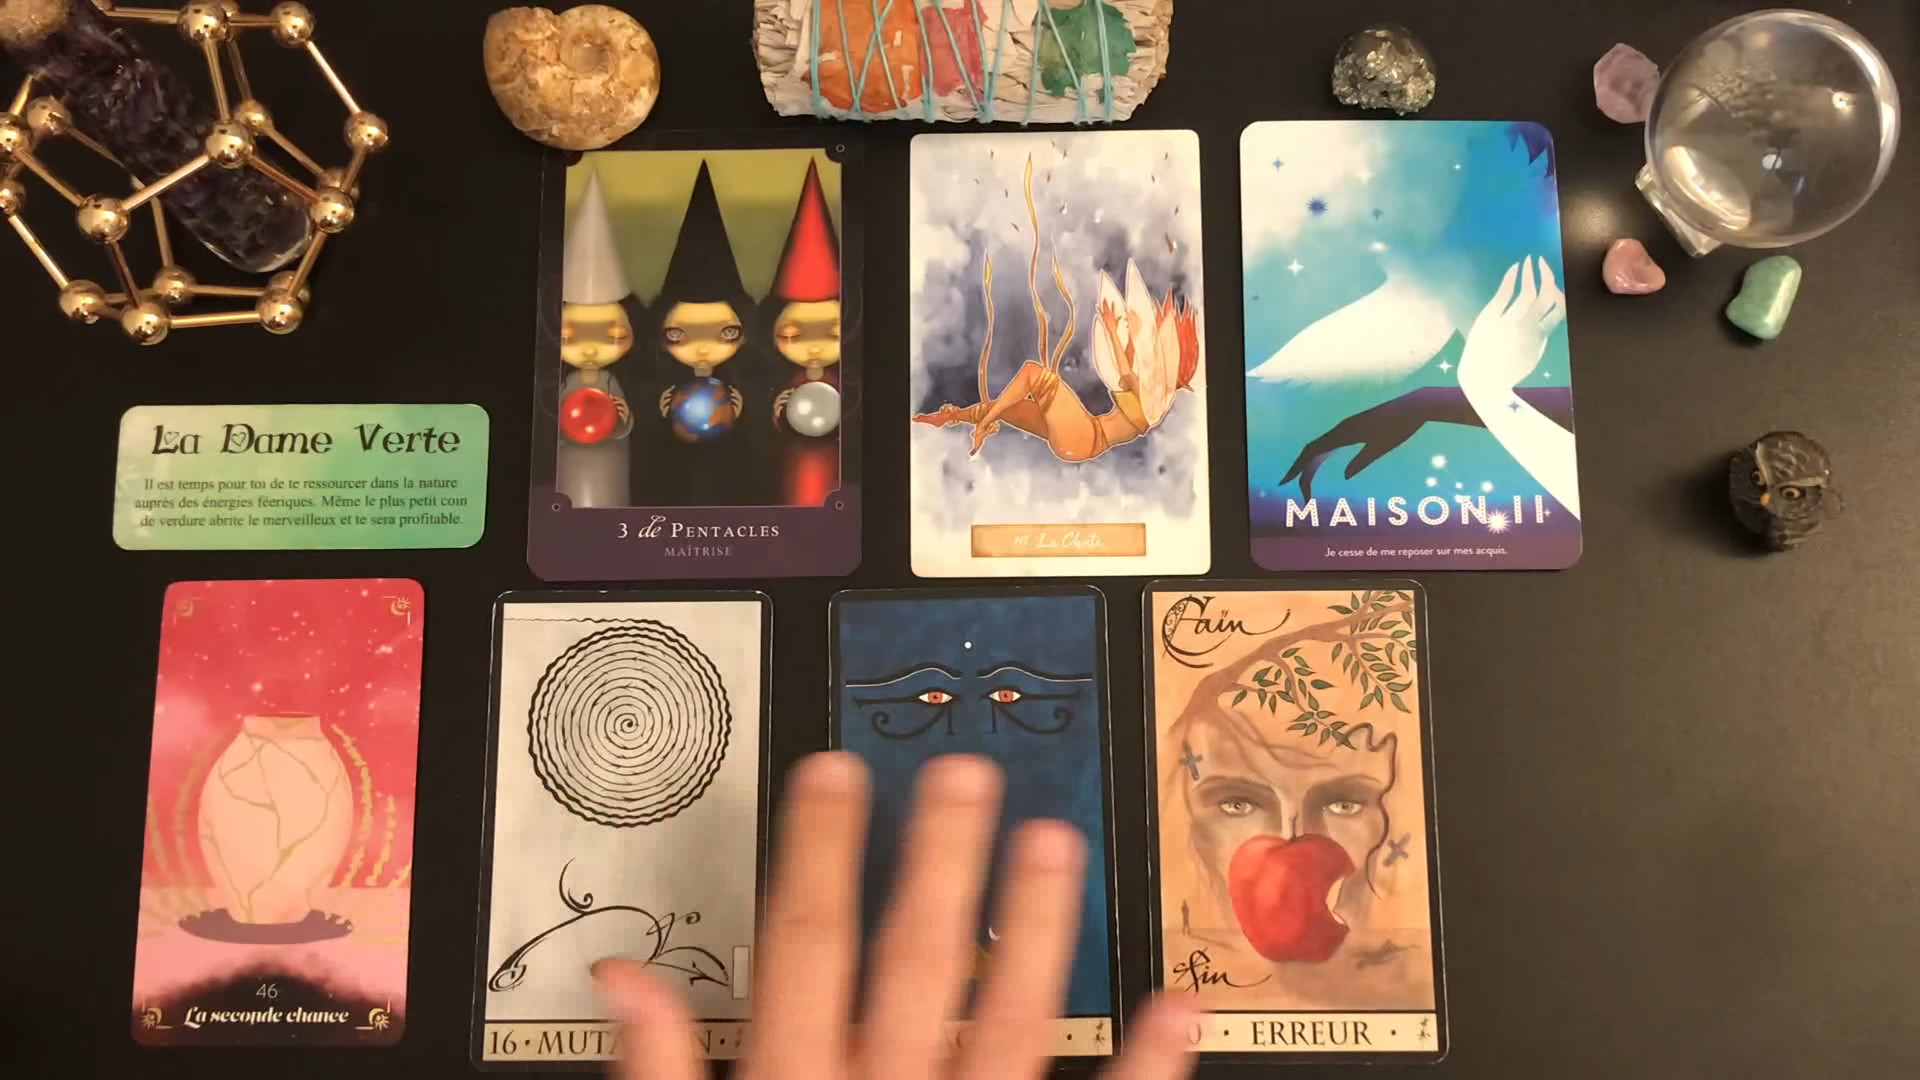 La Dame Verte
Il est temps pour toi de te ressourcer dans la nature
auprès des énergies féeriques. Même le plus petit coin
de verdure abrite le merveilleux et te sera profitable.
3 de PENTACLES
MAÎTRISE
La Chute
MAISON II
Je cesse de me reposer sur mes acquis.
46
La seconde chance
16 · MUTA N ·
Caïn
Fin
· ERREUR ·